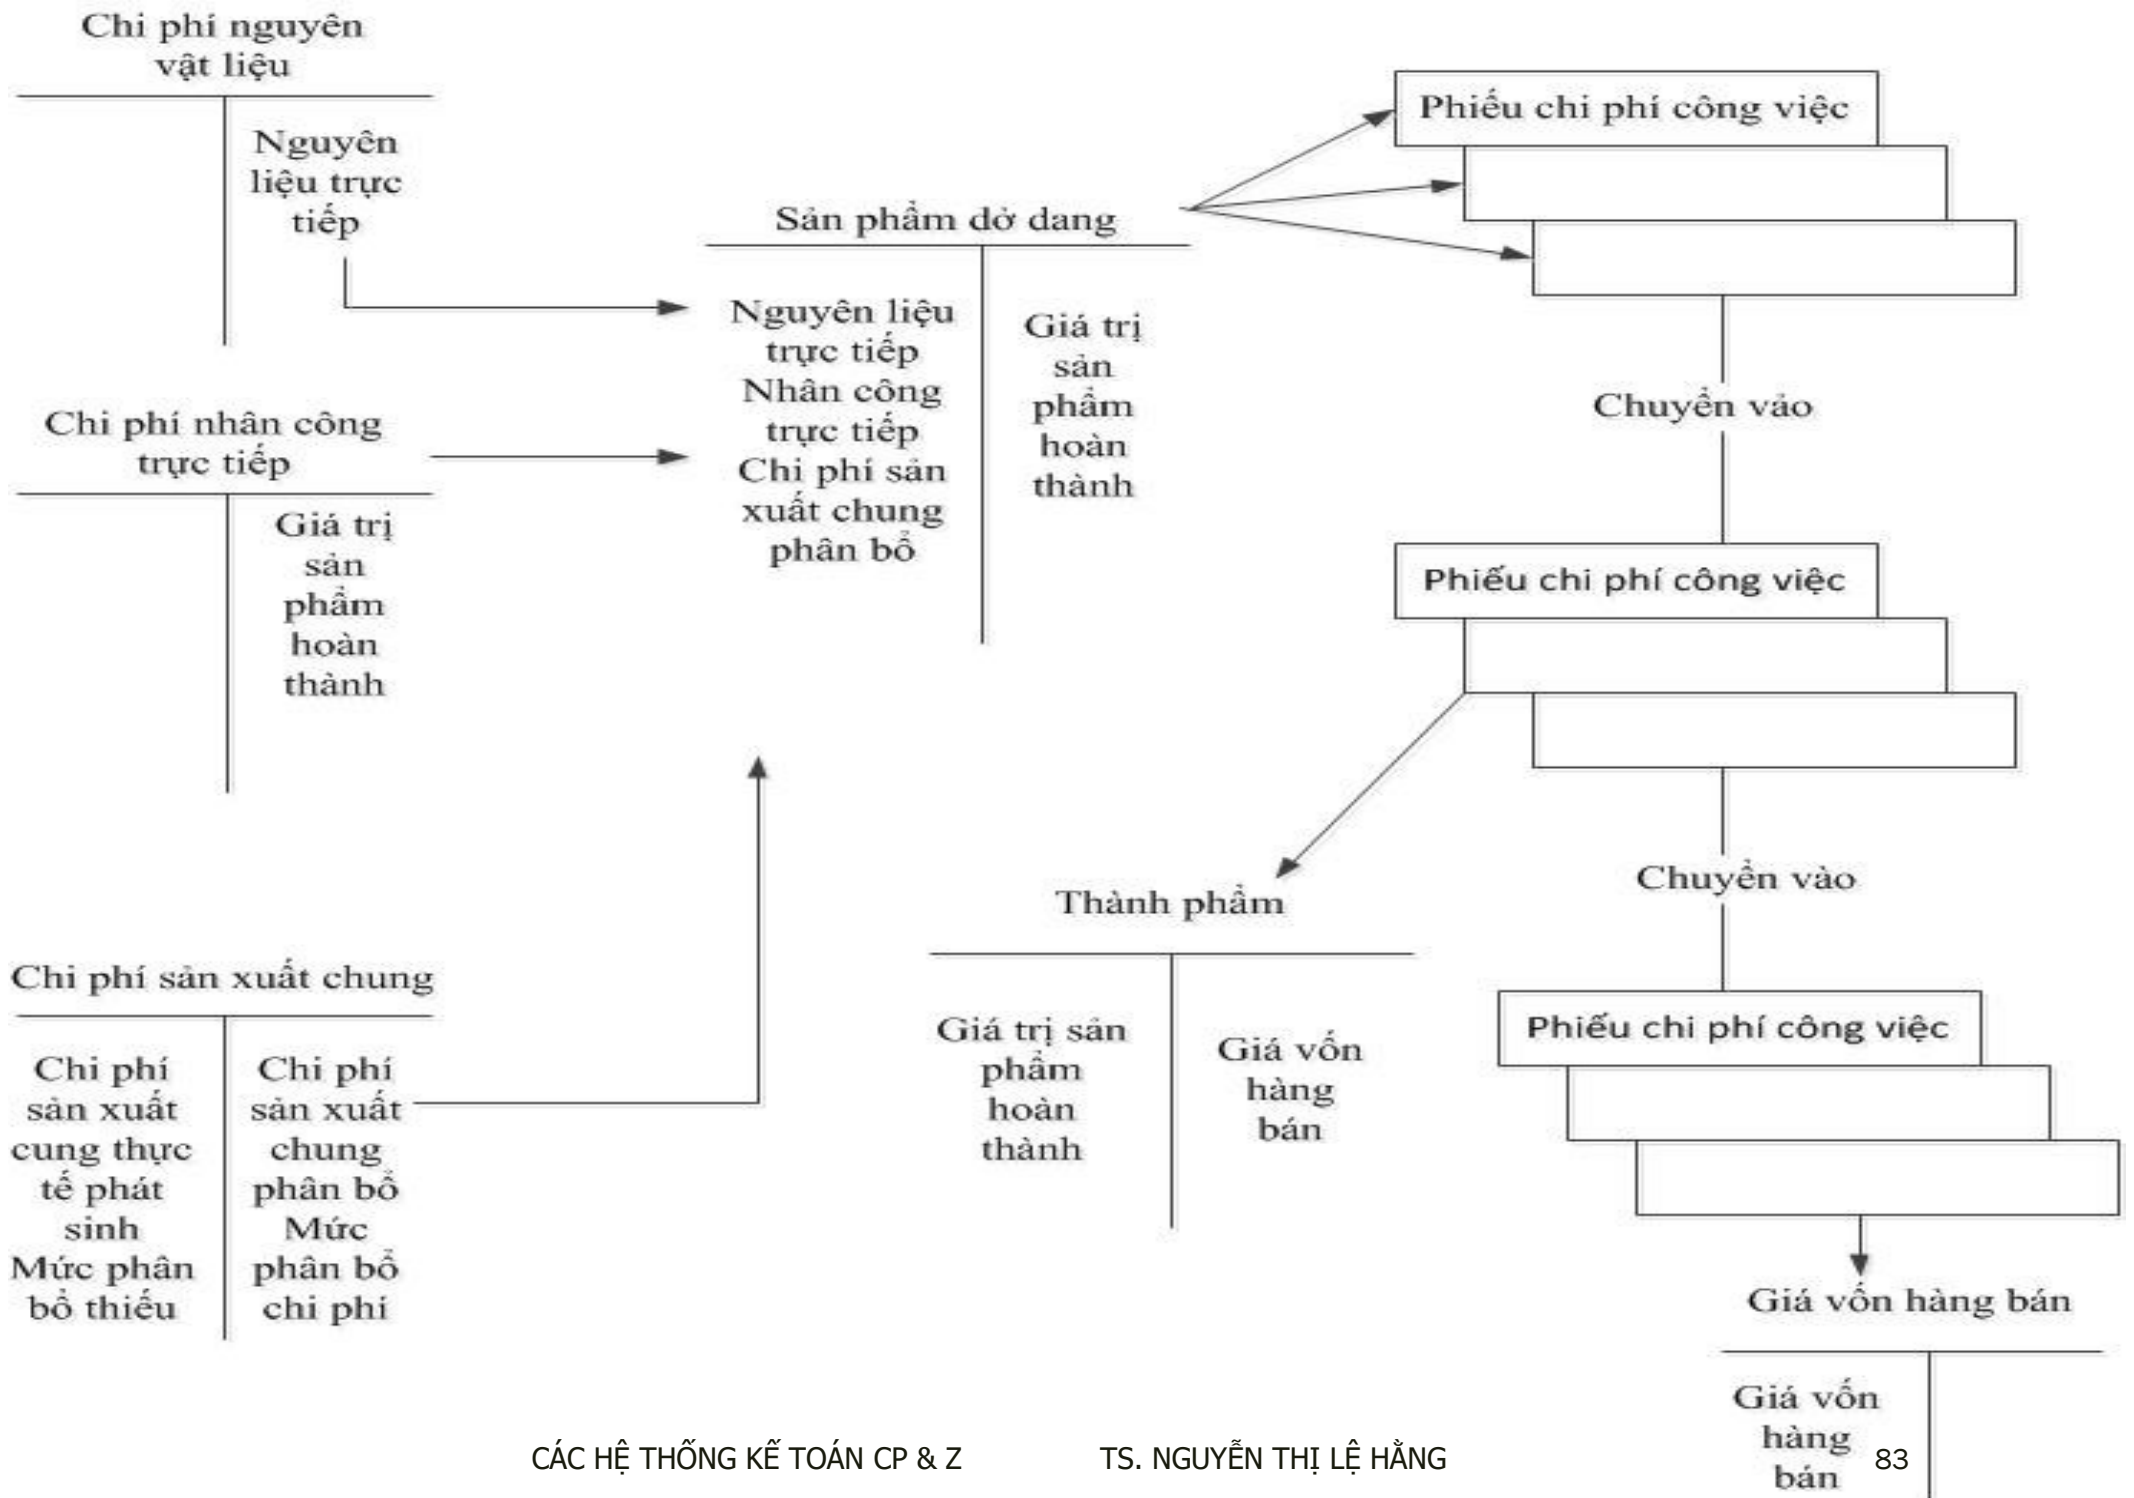 Chi phí nguyên
vật liệu
Nguyên
liệu trực
tiếp
Chi phí nhân công
trực tiếp
Giá trị
sản
phẩm
hoàn
thành
Chi phí sản xuất chung
Chi phí
sản xuất
cung thực
tế phát
sinh
Mức phân
bổ thiếu
Chi phí
sản xuất
chung
phân bổ
Mức
phân bổ
chi phí
Sản phẩm dở dang
Nguyên liệu
trực tiếp
Nhân công
trực tiếp
Chi phí sản
xuất chung
phân bổ
Giá trị
sản
phẩm
hoàn
thành
Phiếu chi phí công việc
Chuyển vảo
Phiếu chi phí công việc
Thành phẩm
Giá trị sản
phẩm
hoàn
thành
Giá vốn
hàng
bán
Chuyển vào
Phiếu chi phí công việc
Giá vốn hàng bán
Giá vốn
hàng
bán
CÁC HỆ THỐNG KẾ TOÁN CP & Z
TS. NGUYỄN THỊ LỆ HẰNG
83